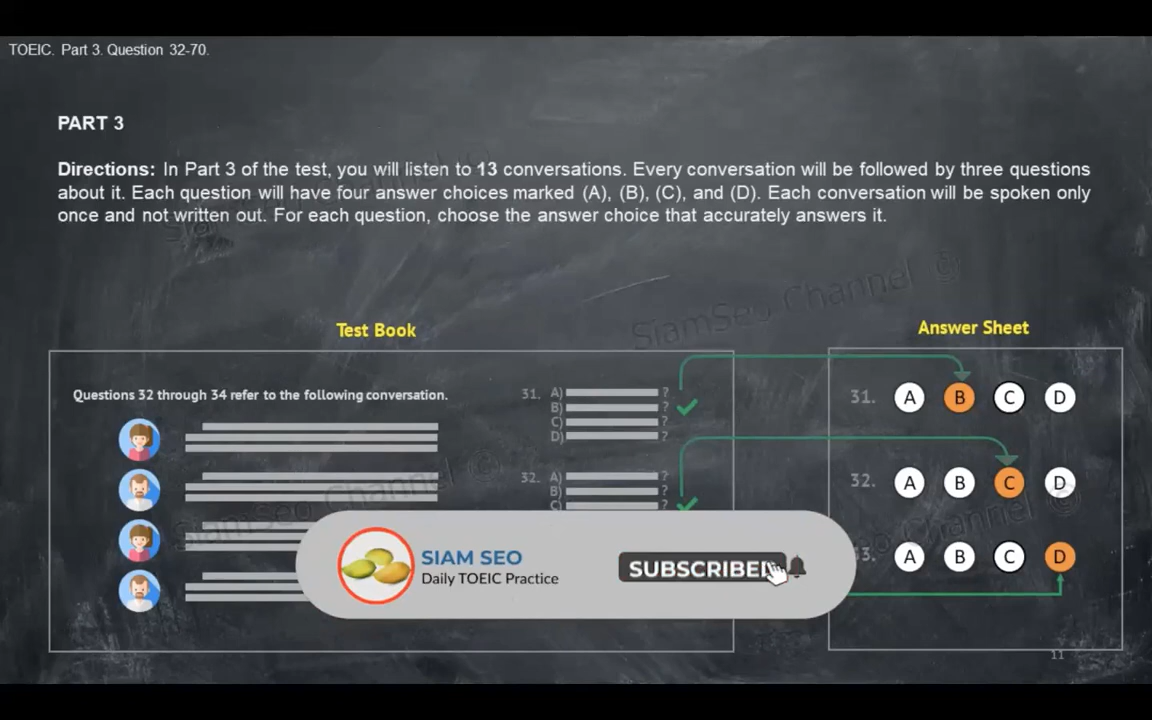 TOEIC. Part 3. Question 32-70.
PART 3
Directions: In Part 3 of the test, you will listen to 13 conversations. Every conversation will be followed by three questions
about it. Each question will have four answer choices marked (A), (B), (C), and (D). Each conversation will be spoken only
once and not written out. For each question, choose the answer choice that accurately answers it.
SiamSeo Channel ©
Test Book
Answer Sheet
Questions 32 through 34 refer to the following conversation.
31. A) ?
B) ?
C) ?
D) ?
31. A B C D
32. A) ?
B) ?
C)
32. A B C D
SiamSeo Channel ©
SIAM SEO
Daily TOEIC Practice
SUBSCRIBED
A B C D
11